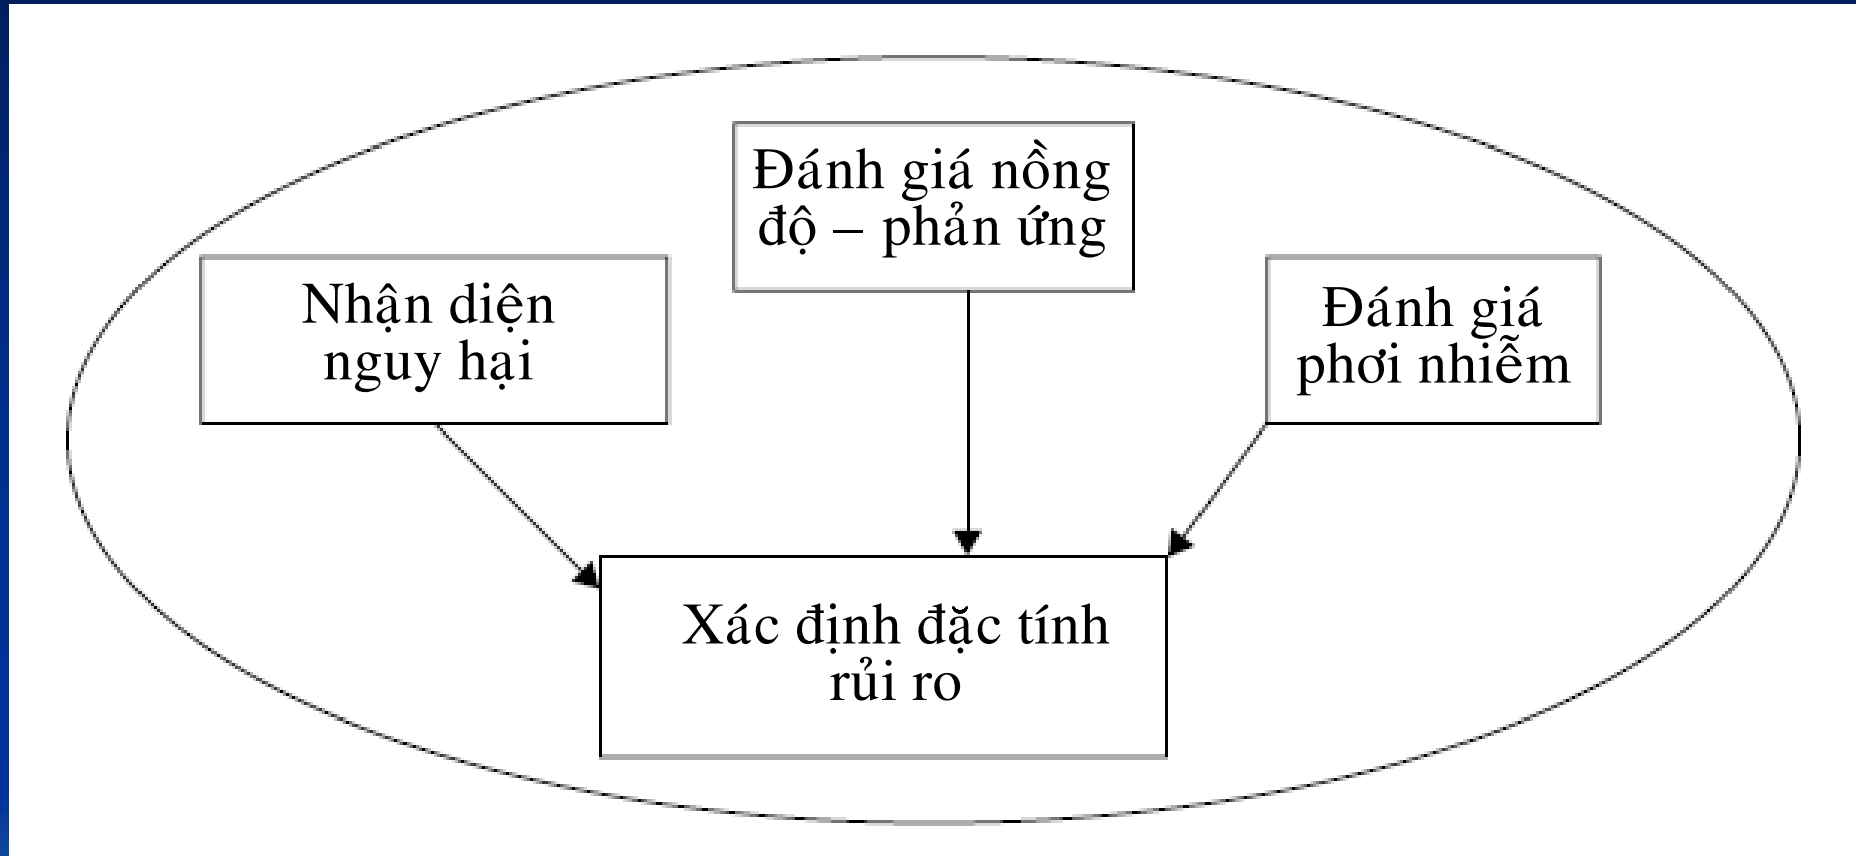 Đánh giá nồng
độ – phản ứng
Nhận diện
nguy hại
Đánh giá
phơi nhiễm
Xác định đặc tính
rủi ro